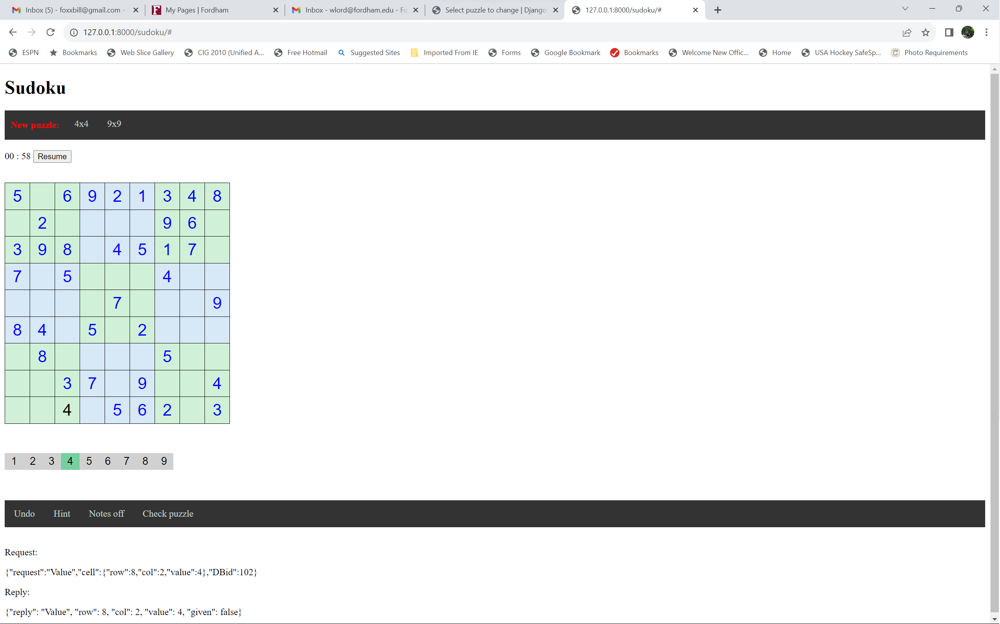 Inbox (5) - foxxbill@gmail.com -
My Pages | Fordham
Inbox - wlord@fordham.edu - Fo
Select puzzle to change | Django
127.0.0.1:8000/sudoku/#
127.0.0.1:8000/sudoku/#
ESPN Bookmarks Web Slice Gallery CIG 2010 (Unified A... Free Hotmail Suggested Sites Imported From IE Forms Google Bookmark Bookmarks Welcome New Offic... Home USA Hockey SafeSp... Photo Requirements
Sudoku
New puzzle: 4x4 9x9
00 : 58 Resume
5 6 9 2 1 3 4 8
2 9 6
3 9 8 4 5 1 7
7 5 4
7 9
8 4 5 2
8 5
3 7 9 4
4 5 6 2 3
1 2 3 4 5 6 7 8 9
Undo Hint Notes off Check puzzle
Request:
{"request":"Value","cell":{"row":8,"col":2,"value":4},"DBid":102}
Reply:
{"reply": "Value", "row": 8, "col": 2, "value": 4, "given": false}